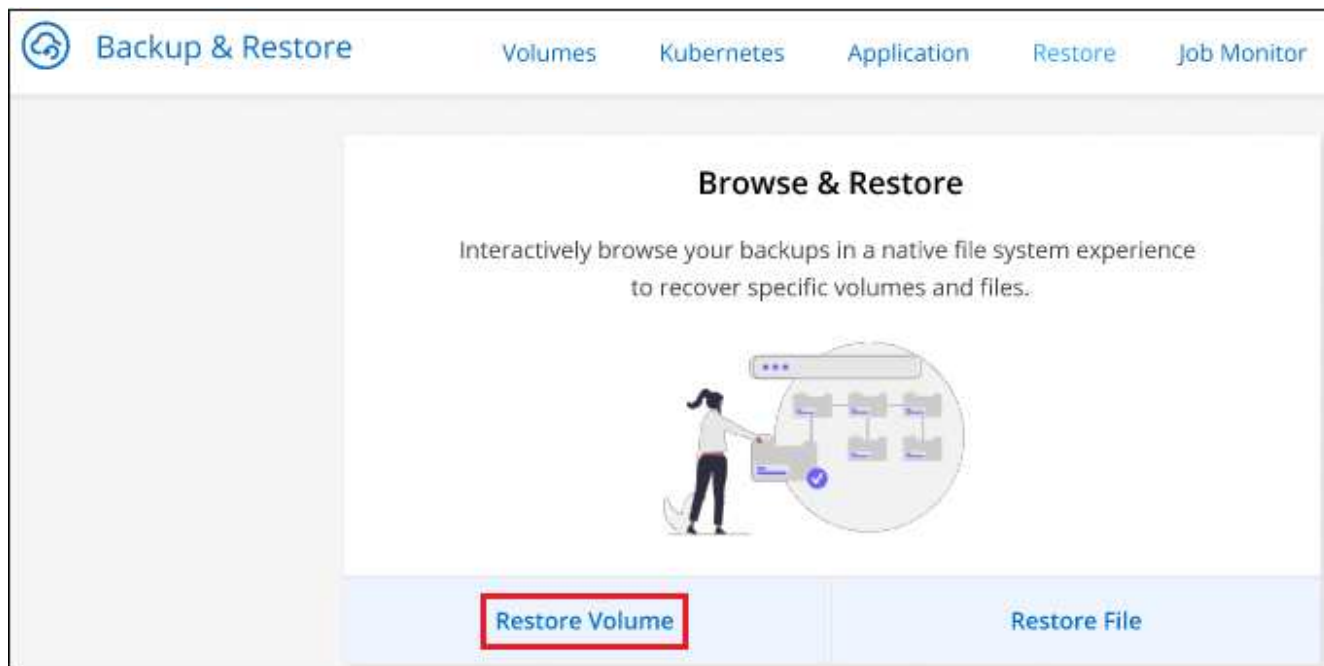 Backup & Restore Volumes Kubernetes Application Restore Job Monitor
Browse & Restore
Interactively browse your backups in a native file system experience
to recover specific volumes and files.
Restore Volume Restore File